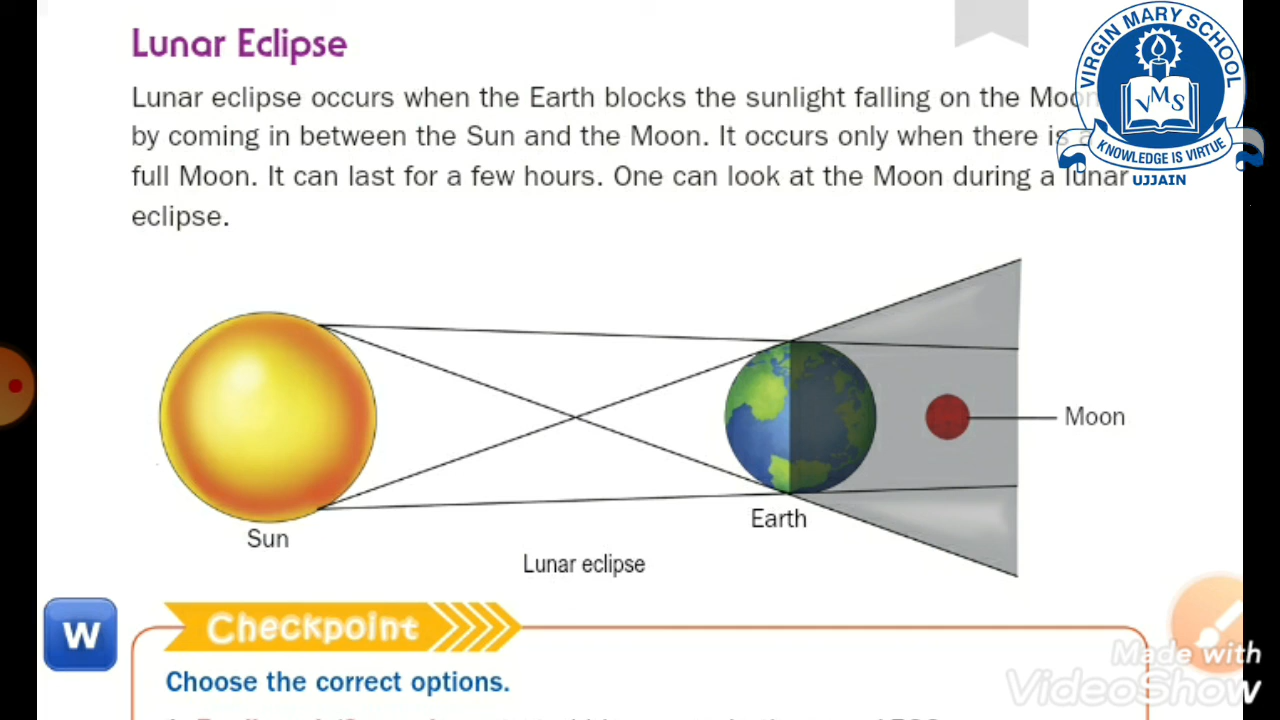 Lunar Eclipse
Lunar eclipse occurs when the Earth blocks the sunlight falling on the Moon
by coming in between the Sun and the Moon. It occurs only when there is a
full Moon. It can last for a few hours. One can look at the Moon during a lunar
eclipse.
VIRGIN MARY SCHOOL
VMS
KNOWLEDGE IS VIRTUE
UJJAIN
Moon
Earth
Sun
Lunar eclipse
W
Checkpoint
Choose the correct options.
Made with
VideoShow